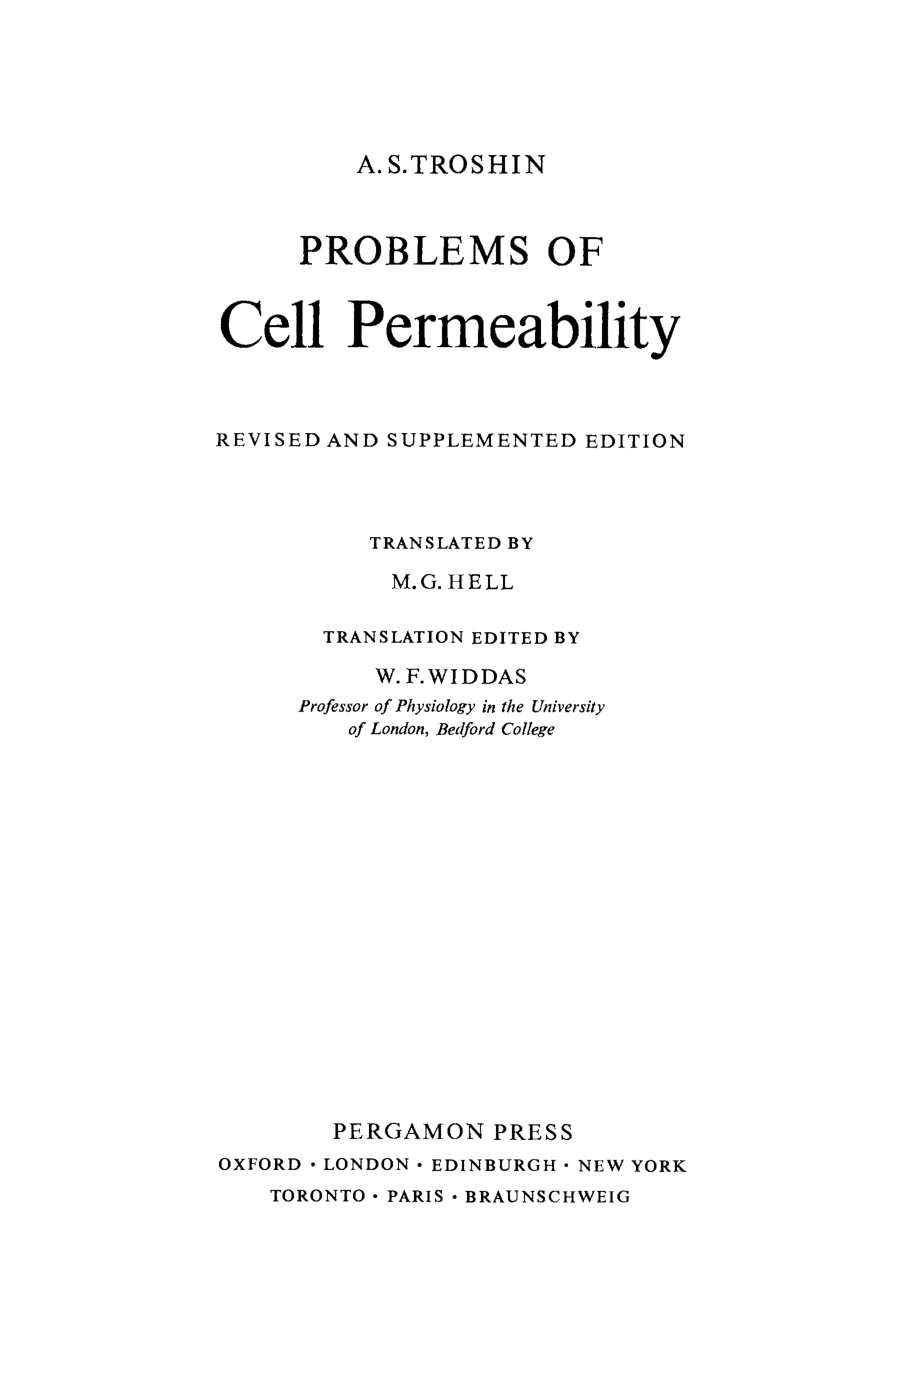 A. S. TROSHIN
PROBLEMS OF
Cell Permeability
REVISED AND SUPPLEMENTED EDITION
TRANSLATED BY
M. G. HELL
TRANSLATION EDITED BY
W. F. WIDDAS
Professor of Physiology in the University
of London, Bedford College
PERGAMON PRESS
OXFORD · LONDON · EDINBURGH · NEW YORK
TORONTO · PARIS · BRAUNSCHWEIG